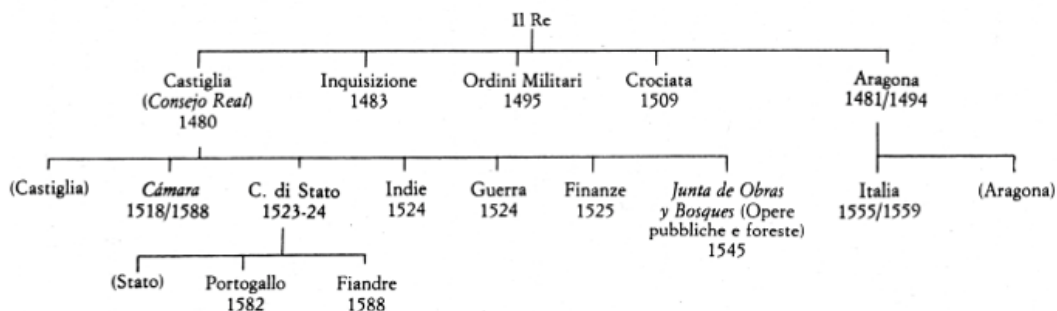 Il Re
Castiglia
(Consejo Real)
1480
Inquisizione
1483
Ordini Militari
1495
Crociata
1509
Aragona
1481/1494
(Castiglia)
Cámara
1518/1588
C. di Stato
1523-24
Indie
1524
Guerra
1524
Finanze
1525
Junta de Obras
y Bosques (Opere
pubbliche e foreste)
1545
Italia
1555/1559
(Aragona)
(Stato)
Portogallo
1582
Fiandre
1588